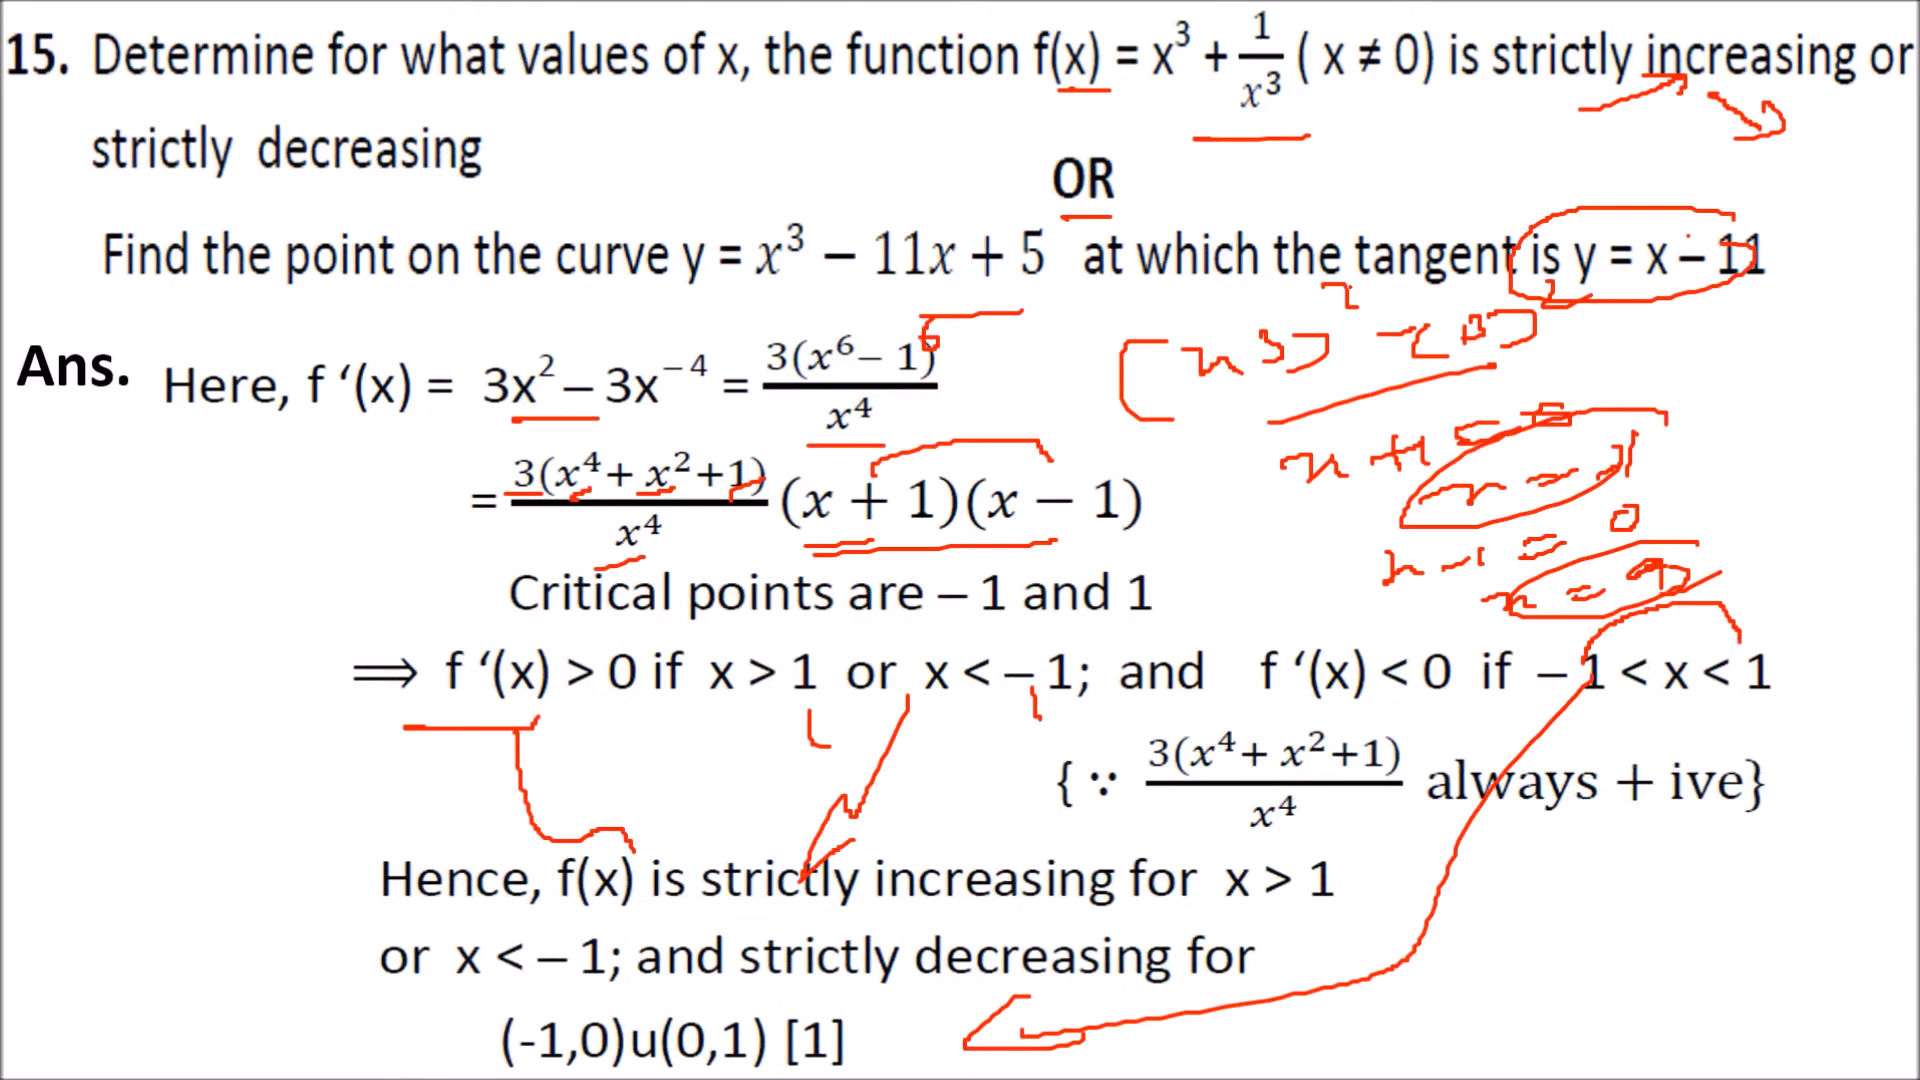 15. Determine for what values of x, the function f(x) = x³ + 1/x³ ( x ≠ 0) is strictly increasing or
strictly decreasing
OR
Find the point on the curve y = x³ − 11x + 5 at which the tangent is y = x – 11
Ans. Here, f ‘(x) = 3x² – 3x⁻⁴ = 3(x⁶– 1)/x⁴
= 3(x⁴+ x²+1)/x⁴ (x + 1)(x − 1)
Critical points are – 1 and 1
⟹ f ‘(x) > 0 if x > 1 or x < – 1; and f ‘(x) < 0 if – 1 < x < 1
{ ∵ 3(x⁴+ x²+1)/x⁴ always + ive}
Hence, f(x) is strictly increasing for x > 1
or x < – 1; and strictly decreasing for
(-1,0)u(0,1) [1]